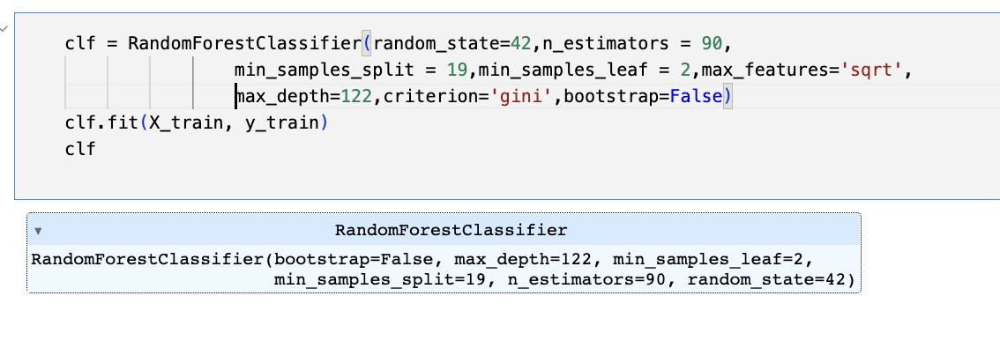 clf = RandomForestClassifier(random_state=42,n_estimators = 90,
min_samples_split = 19,min_samples_leaf = 2,max_features='sqrt',
max_depth=122,criterion='gini',bootstrap=False)
clf.fit(X_train, y_train)
clf
RandomForestClassifier
RandomForestClassifier(bootstrap=False, max_depth=122, min_samples_leaf=2,
min_samples_split=19, n_estimators=90, random_state=42)